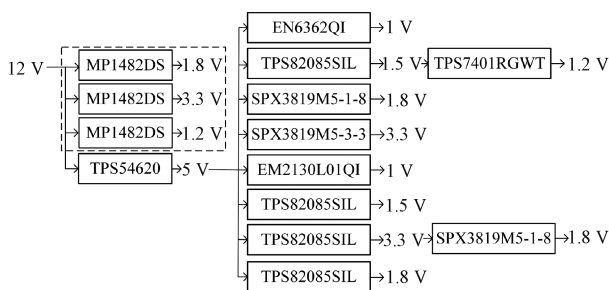 EN6362QI 1 V
12 V MP1482DS 1.8 V TPS82085SIL 1.5 V TPS7401RGWT 1.2 V
MP1482DS 3.3 V SPX3819M5-1-8 1.8 V
MP1482DS 1.2 V SPX3819M5-3-3 3.3 V
TPS54620 5 V EM2130L01QI 1 V
TPS82085SIL 1.5 V
TPS82085SIL 3.3 V SPX3819M5-1-8 1.8 V
TPS82085SIL 1.8 V